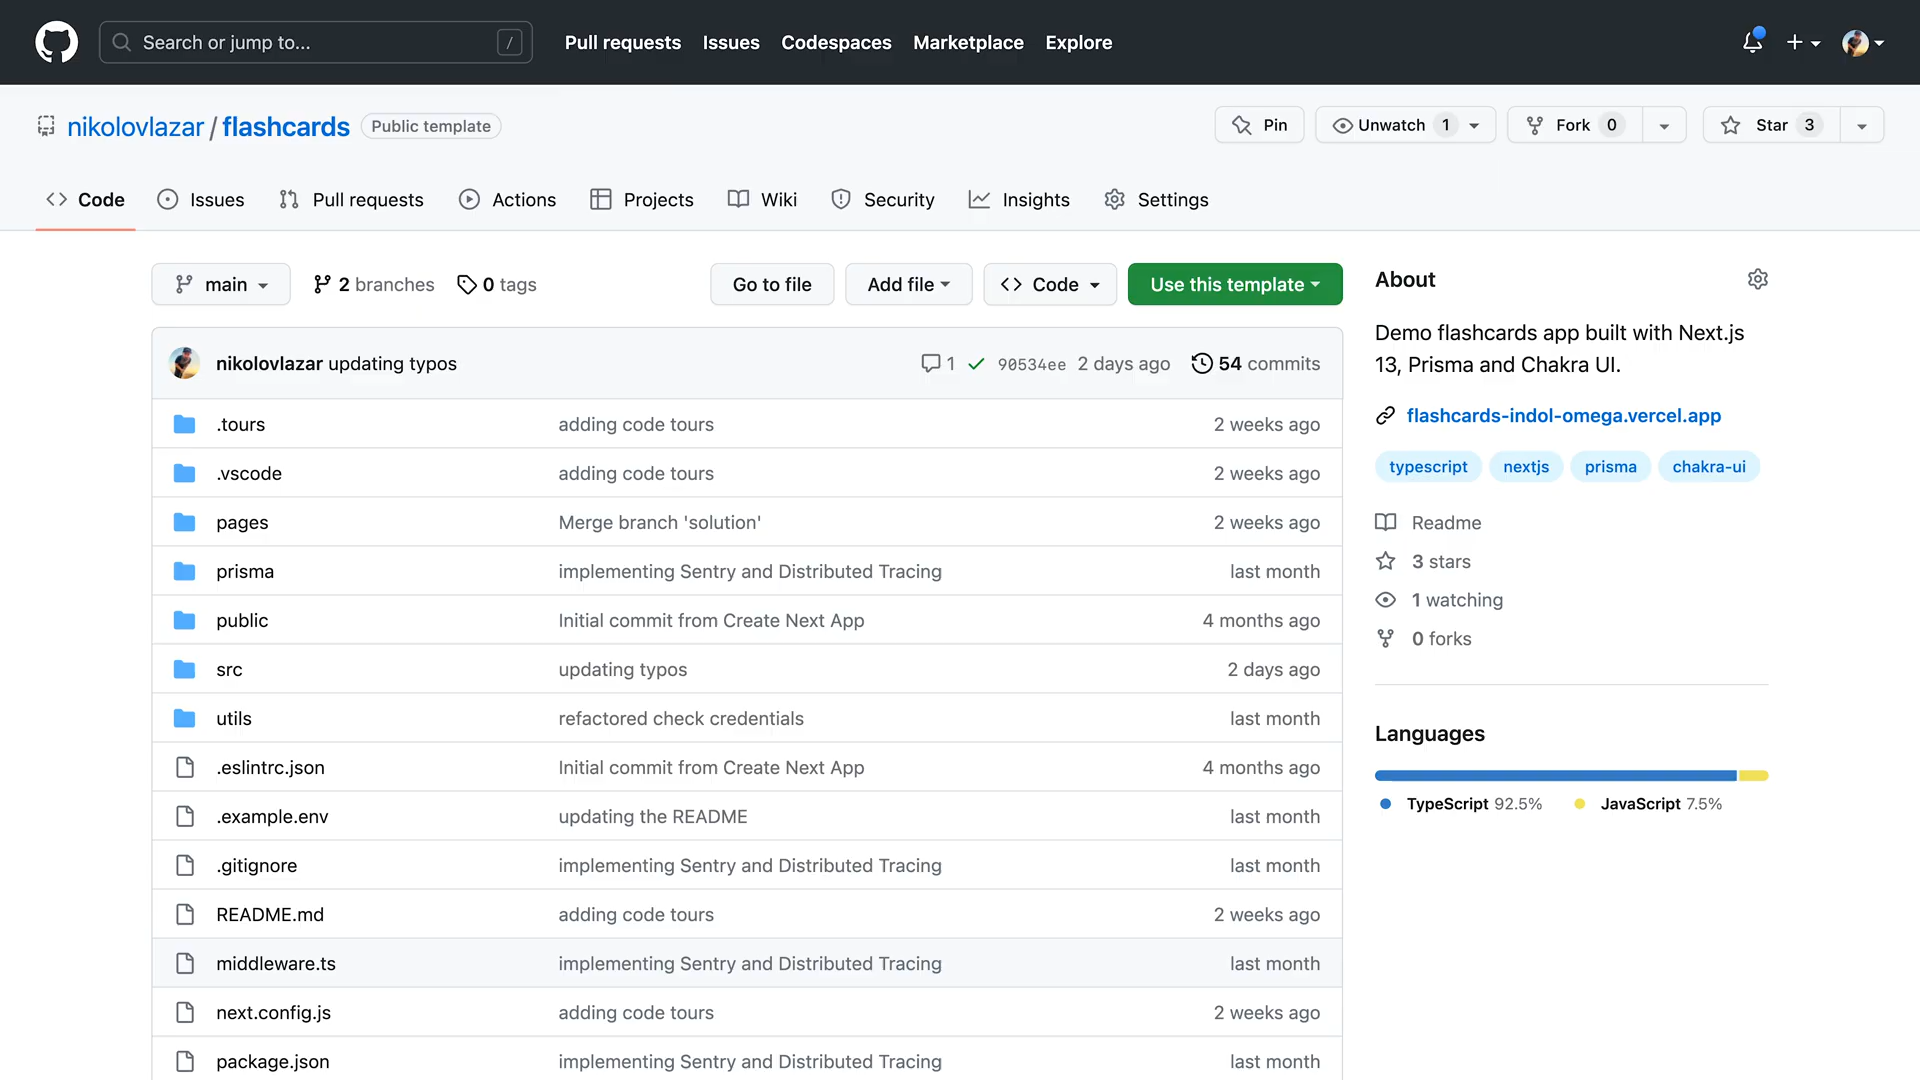 Search or jump to... / Pull requests Issues Codespaces Marketplace Explore
nikolovlazar / flashcards Public template Pin Unwatch 1 Fork 0 Star 3
Code Issues Pull requests Actions Projects Wiki Security Insights Settings
main 2 branches 0 tags Go to file Add file Code Use this template
nikolovlazar updating typos 1 90534ee 2 days ago 54 commits
.tours adding code tours 2 weeks ago
.vscode adding code tours 2 weeks ago
pages Merge branch 'solution' 2 weeks ago
prisma implementing Sentry and Distributed Tracing last month
public Initial commit from Create Next App 4 months ago
src updating typos 2 days ago
utils refactored check credentials last month
.eslintrc.json Initial commit from Create Next App 4 months ago
.example.env updating the README last month
.gitignore implementing Sentry and Distributed Tracing last month
README.md adding code tours 2 weeks ago
middleware.ts implementing Sentry and Distributed Tracing last month
next.config.js adding code tours 2 weeks ago
package.json implementing Sentry and Distributed Tracing last month
About
Demo flashcards app built with Next.js
13, Prisma and Chakra UI.
flashcards-indol-omega.vercel.app
typescript nextjs prisma chakra-ui
Readme
3 stars
1 watching
0 forks
Languages
TypeScript 92.5% JavaScript 7.5%